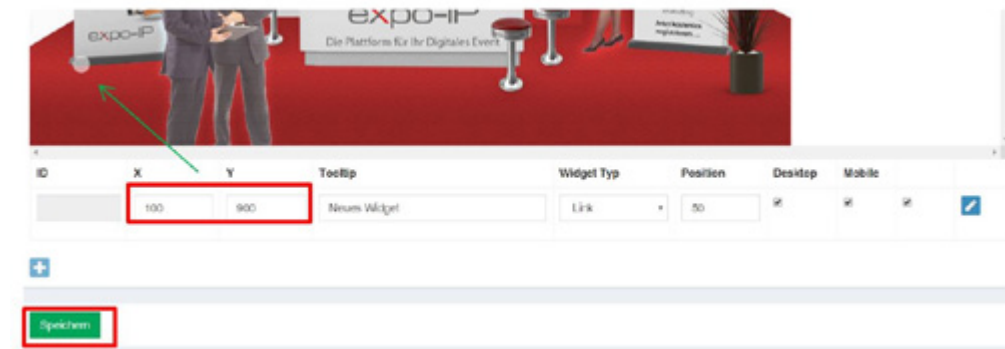 expo-IP
expo-IP
Die Plattform für Ihr Digitales Event
ID X Y Tooltip Widget Typ Position Desktop Mobile
100 900 Neues Widget Link 50
Speichern